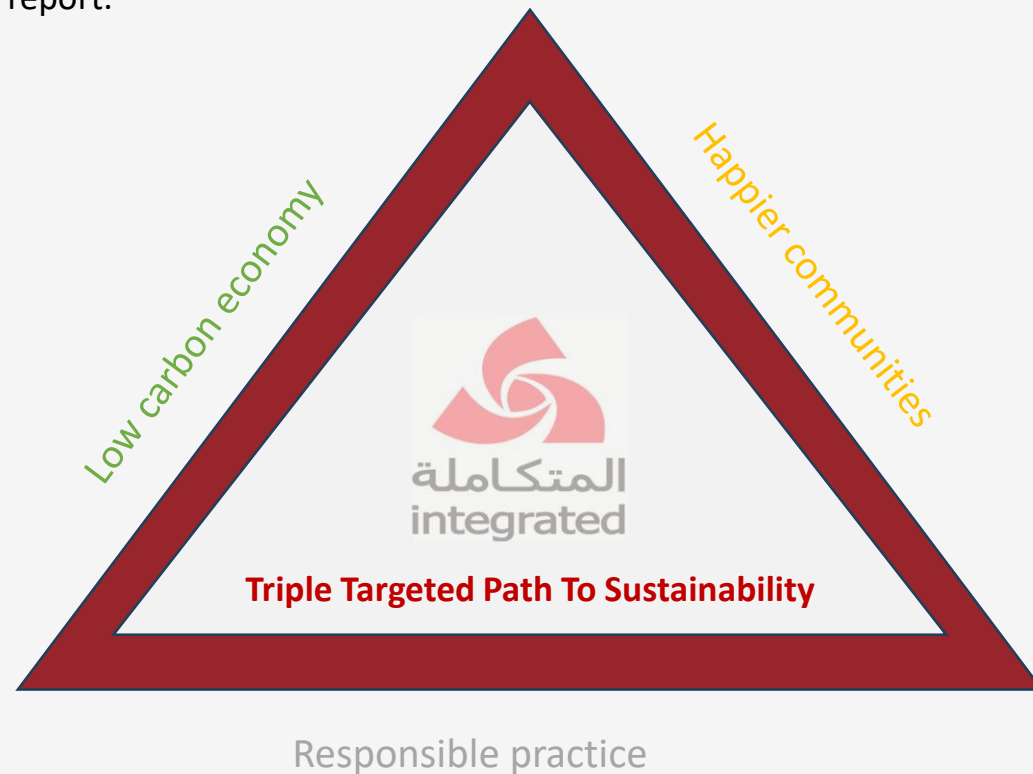 report.
Low carbon economy
Happier communities
المتكاملة
integrated
Triple Targeted Path To Sustainability
Responsible practice